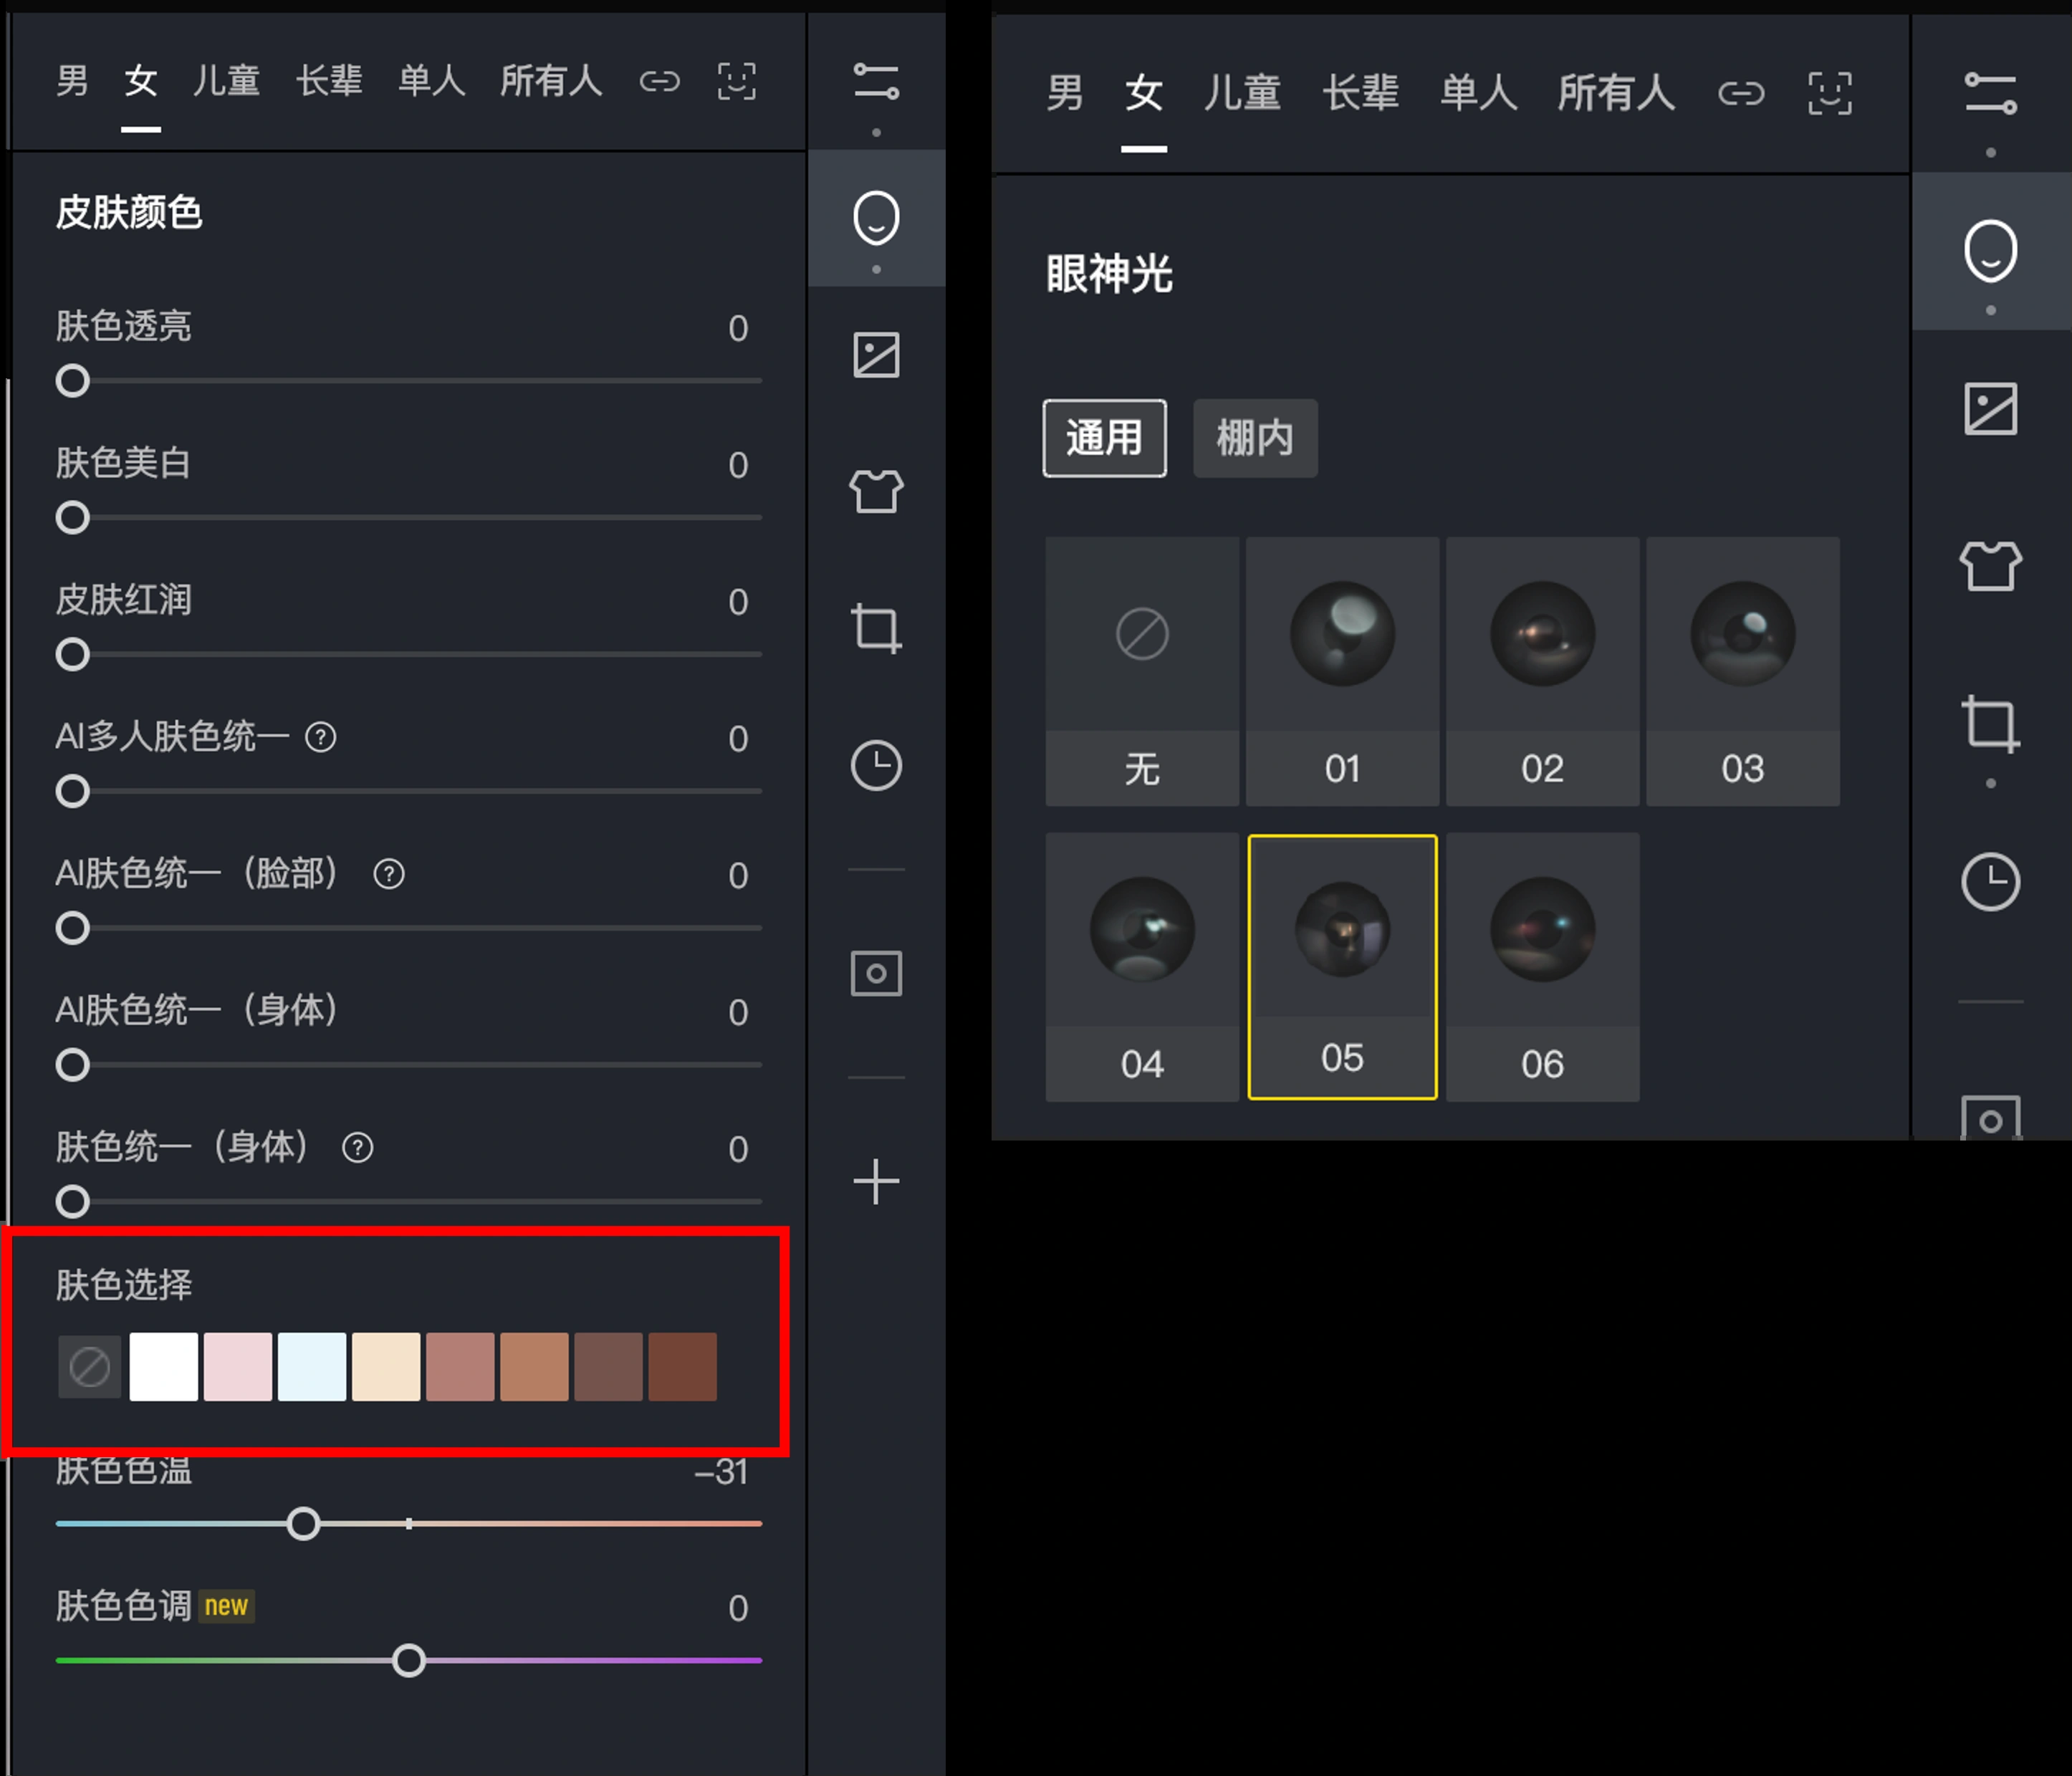 男 女 儿童 长辈 单人 所有人
皮肤颜色
肤色透亮 0
肤色美白 0
皮肤红润 0
AI多人肤色统一 ? 0
AI肤色统一（脸部） ? 0
AI肤色统一（身体） 0
肤色统一（身体） ? 0
肤色选择
肤色色温 –31
肤色色调 new 0
男 女 儿童 长辈 单人 所有人
眼神光
通用 棚内
无 01 02 03
04 05 06